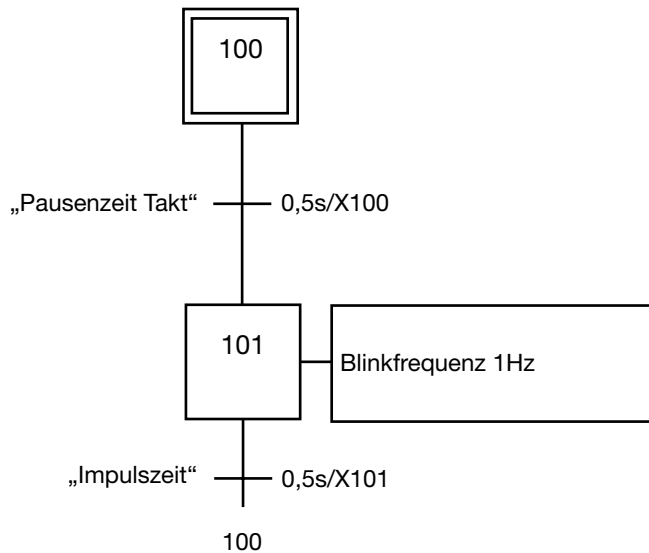 100
„Pausenzeit Takt“ 0,5s/X100
101
Blinkfrequenz 1Hz
„Impulszeit“ 0,5s/X101
100